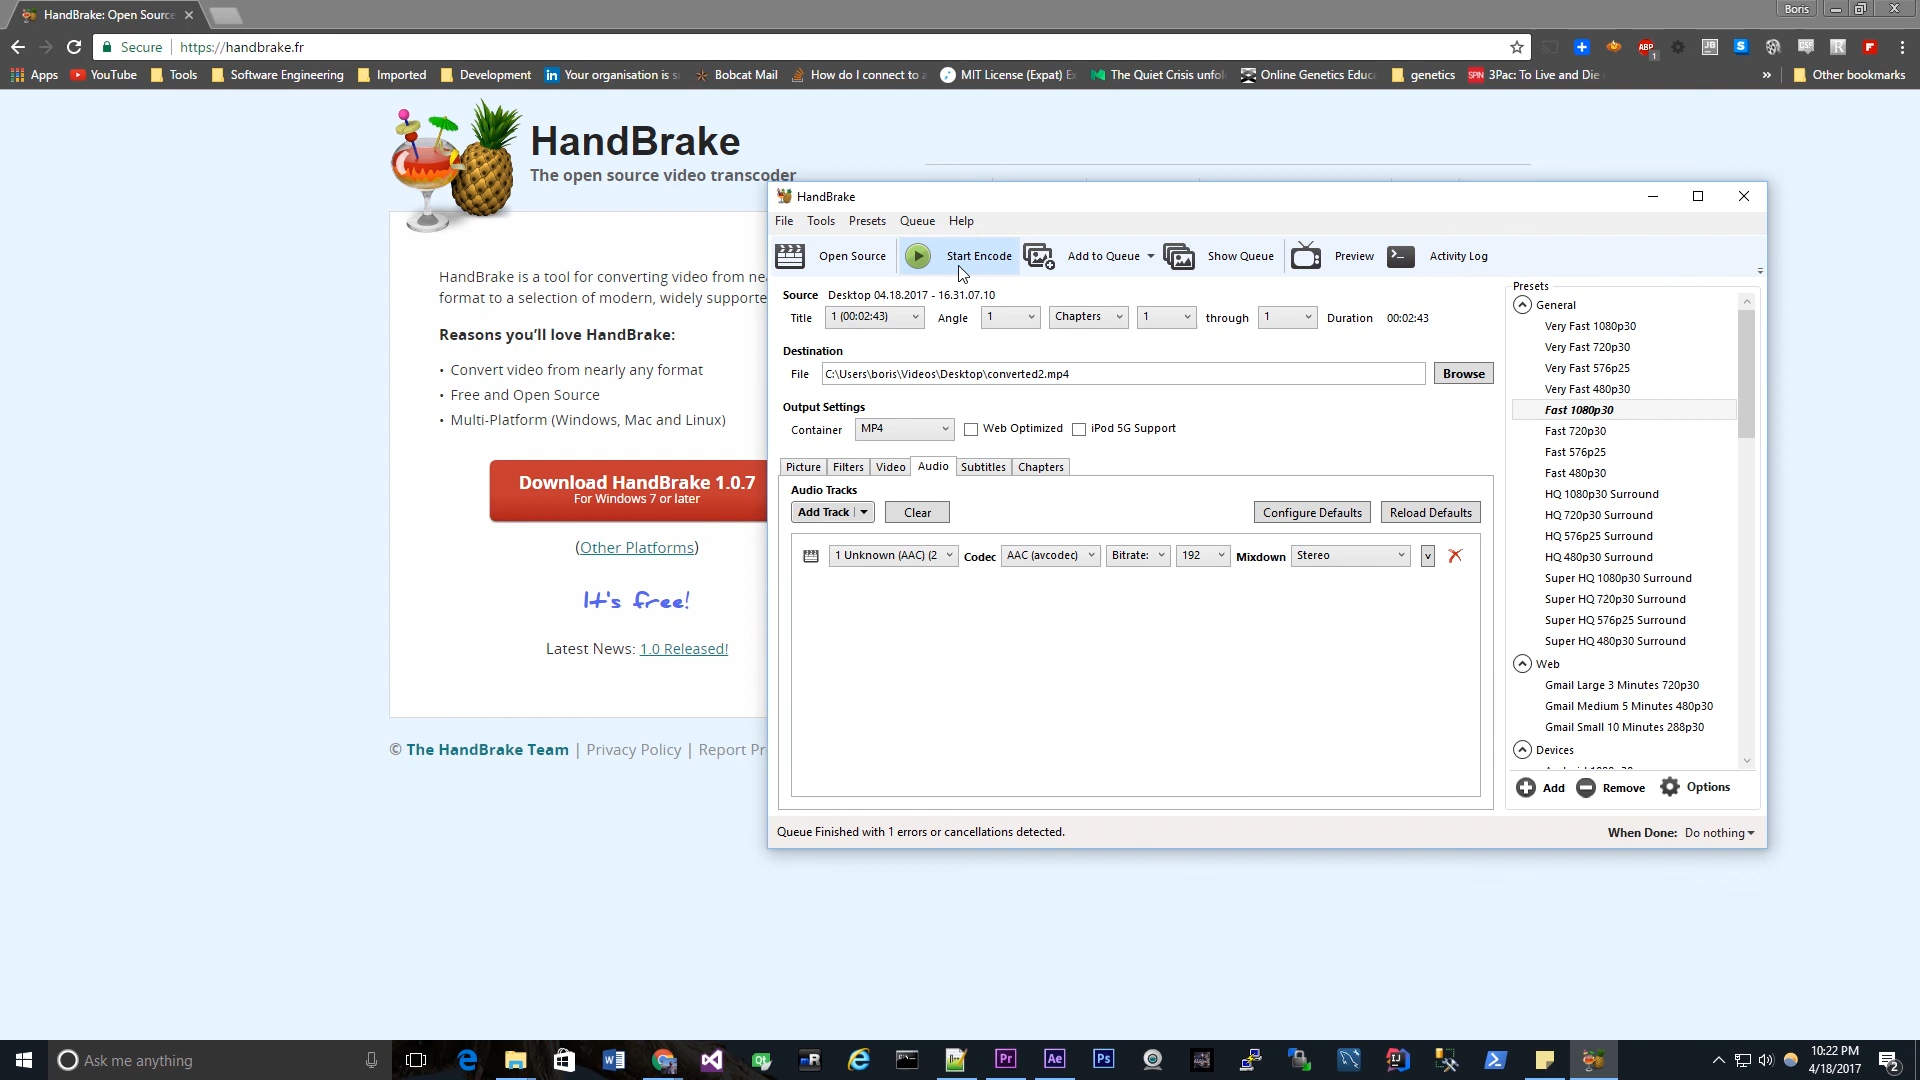 HandBrake: Open Source
Boris
Secure
https://handbrake.fr
ABP
1
JB
S
CSS
R
Apps
YouTube
Tools
Software Engineering
Imported
Development
in Your organisation is s
Bobcat Mail
How do I connect to a
MIT License (Expat) E
The Quiet Crisis unfol
Online Genetics Educa
genetics
SPIN 3Pac: To Live and Die
»
Other bookmarks
HandBrake
The open source video transcoder
HandBrake is a tool for converting video from nea
format to a selection of modern, widely supporte
Reasons you'll love HandBrake:
• Convert video from nearly any format
• Free and Open Source
• Multi-Platform (Windows, Mac and Linux)
Download HandBrake 1.0.7
For Windows 7 or later
(Other Platforms)
It's free!
Latest News: 1.0 Released!
© The HandBrake Team | Privacy Policy | Report Pr
HandBrake
File Tools Presets Queue Help
Open Source Start Encode Add to Queue Show Queue Preview Activity Log
Source Desktop 04.18.2017 - 16.31.07.10
Title 1 (00:02:43) Angle 1 Chapters 1 through 1 Duration 00:02:43
Destination
File C:\Users\boris\Videos\Desktop\converted2.mp4 Browse
Output Settings
Container MP4 Web Optimized iPod 5G Support
Picture Filters Video Audio Subtitles Chapters
Audio Tracks
Add Track Clear Configure Defaults Reload Defaults
1 Unknown (AAC) (2 Codec AAC (avcodec) Bitrate: 192 Mixdown Stereo v
Presets
General
Very Fast 1080p30
Very Fast 720p30
Very Fast 576p25
Very Fast 480p30
Fast 1080p30
Fast 720p30
Fast 576p25
Fast 480p30
HQ 1080p30 Surround
HQ 720p30 Surround
HQ 576p25 Surround
HQ 480p30 Surround
Super HQ 1080p30 Surround
Super HQ 720p30 Surround
Super HQ 576p25 Surround
Super HQ 480p30 Surround
Web
Gmail Large 3 Minutes 720p30
Gmail Medium 5 Minutes 480p30
Gmail Small 10 Minutes 288p30
Devices
Add Remove Options
Queue Finished with 1 errors or cancellations detected.
When Done: Do nothing
Ask me anything
Pr
Ae
Ps
10:22 PM
4/18/2017
2